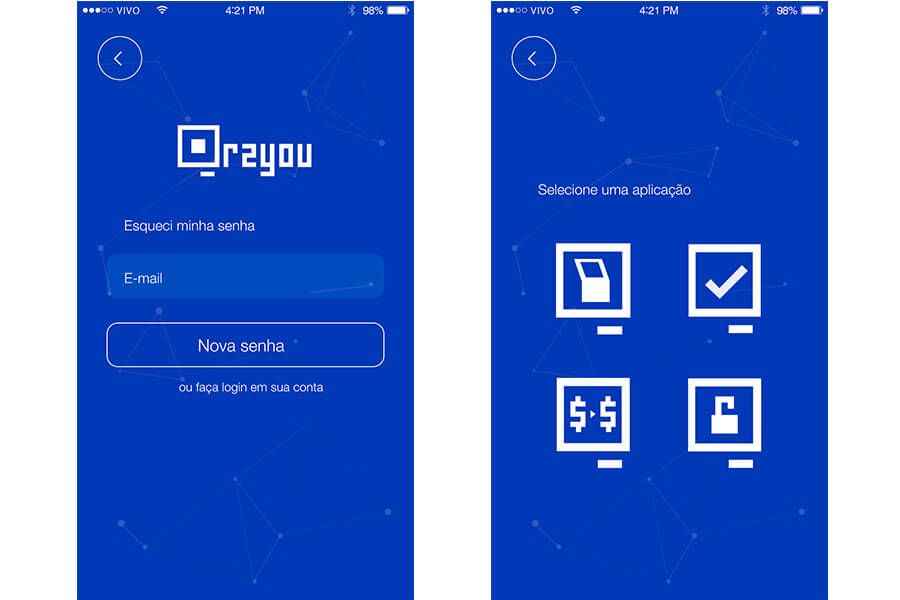 VIVO 4:21 PM 98%
Qr2you
Esqueci minha senha
E-mail
Nova senha
ou faça login em sua conta
VIVO 4:21 PM 98%
Selecione uma aplicação
$ $